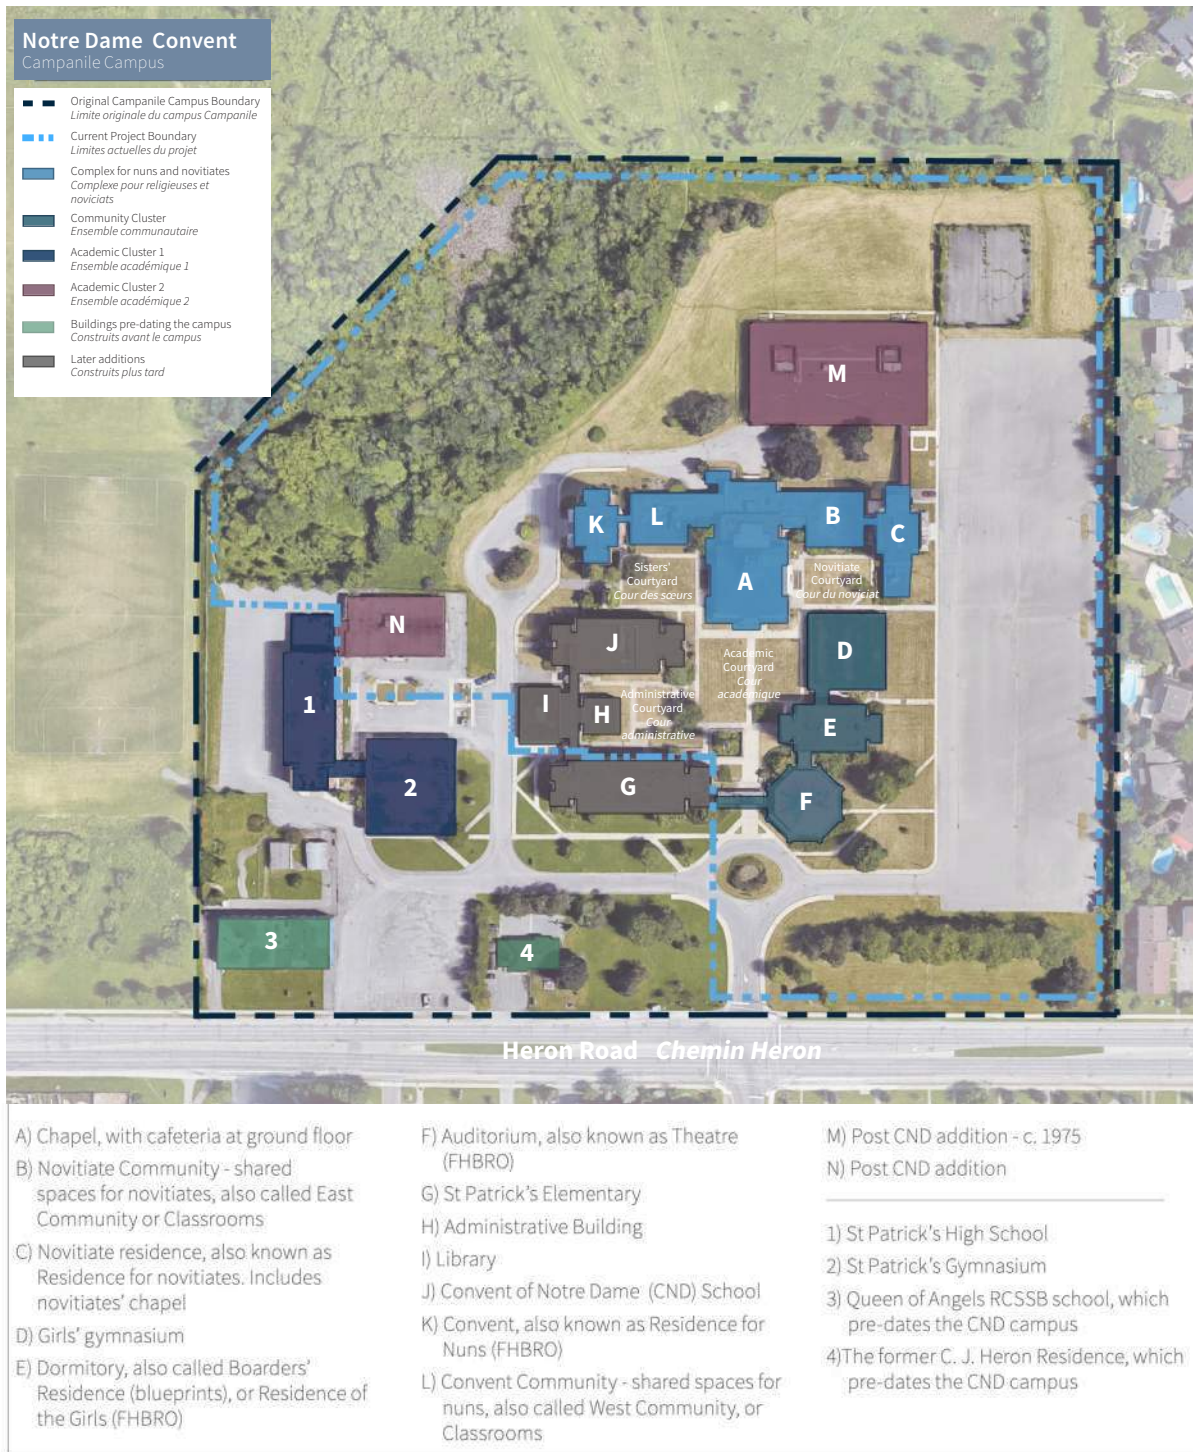 Notre Dame Convent
Campanile Campus
Original Campanile Campus Boundary
Limite originale du campus Campanile
Current Project Boundary
Limites actuelles du projet
Complex for nuns and novitiates
Complexe pour religieuses et
noviciats
Community Cluster
Ensemble communautaire
Academic Cluster 1
Ensemble académique 1
Academic Cluster 2
Ensemble académique 2
Buildings pre-dating the campus
Construits avant le campus
Later additions
Construits plus tard
M
K
L
B
C
A
Sisters'
Courtyard
Cour des sœurs
Novitiate
Courtyard
Cour du noviciat
N
J
D
Academic
Courtyard
Cour
académique
1
I
H
Administrative
Courtyard
Cour
administrative
E
2
G
F
3
4
Heron Road Chemin Heron
A) Chapel, with cafeteria at ground floor
B) Novitiate Community - shared
spaces for novitiates, also called East
Community or Classrooms
C) Novitiate residence, also known as
Residence for novitiates. Includes
novitiates' chapel
D) Girls' gymnasium
E) Dormitory, also called Boarders'
Residence (blueprints), or Residence of
the Girls (FHBRO)
F) Auditorium, also known as Theatre
(FHBRO)
G) St Patrick's Elementary
H) Administrative Building
I) Library
J) Convent of Notre Dame (CND) School
K) Convent, also known as Residence for
Nuns (FHBRO)
L) Convent Community - shared spaces for
nuns, also called West Community, or
Classrooms
M) Post CND addition - c. 1975
N) Post CND addition
1) St Patrick's High School
2) St Patrick's Gymnasium
3) Queen of Angels RCSSB school, which
pre-dates the CND campus
4)The former C. J. Heron Residence, which
pre-dates the CND campus